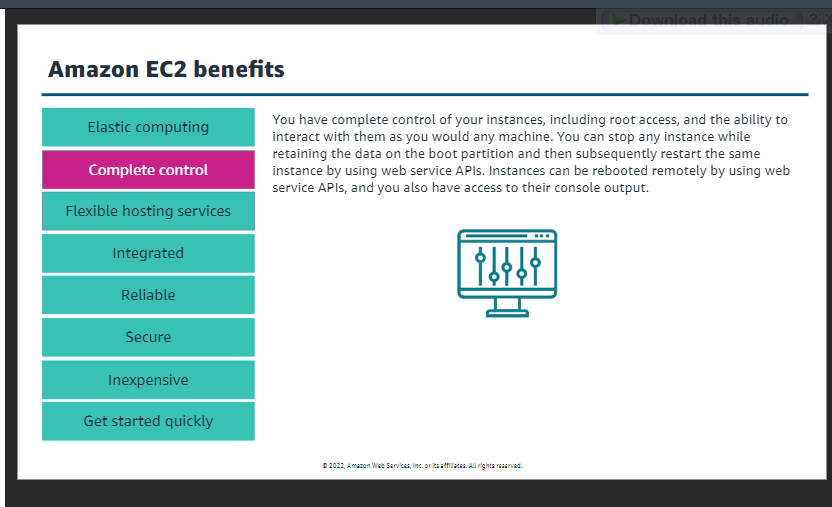 Download this audio ?
Amazon EC2 benefits
Elastic computing
Complete control
Flexible hosting services
Integrated
Reliable
Secure
Inexpensive
Get started quickly
You have complete control of your instances, including root access, and the ability to
interact with them as you would any machine. You can stop any instance while
retaining the data on the boot partition and then subsequently restart the same
instance by using web service APIs. Instances can be rebooted remotely by using web
service APIs, and you also have access to their console output.
© 2022, Amazon Web Services, Inc. or its affiliates. All rights reserved.